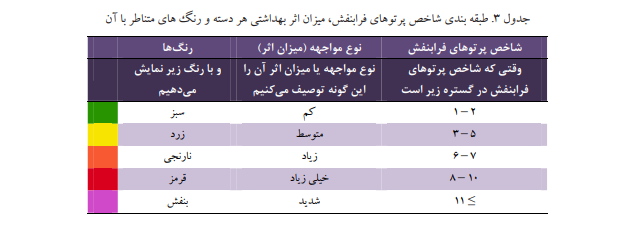 جدول ۳. طبقه بندی شاخص پرتوهای فرابنفش، میزان اثر بهداشتی هر دسته و رنگ های متناظر با آن
شاخص پرتوهای فرابنفش نوع مواجهه (میزان اثر) رنگ‌ها
وقتی که شاخص پرتوهای نوع مواجهه یا میزان اثر آن را و با رنگ زیر نمایش
فرابنفش در گستره زیر است این گونه توصیف می‌کنیم می‌دهیم
۱-۲ کم سبز
۳-۵ متوسط زرد
۶-۷ زیاد نارنجی
۸-۱۰ خیلی زیاد قرمز
≥۱۱ شدید بنفش